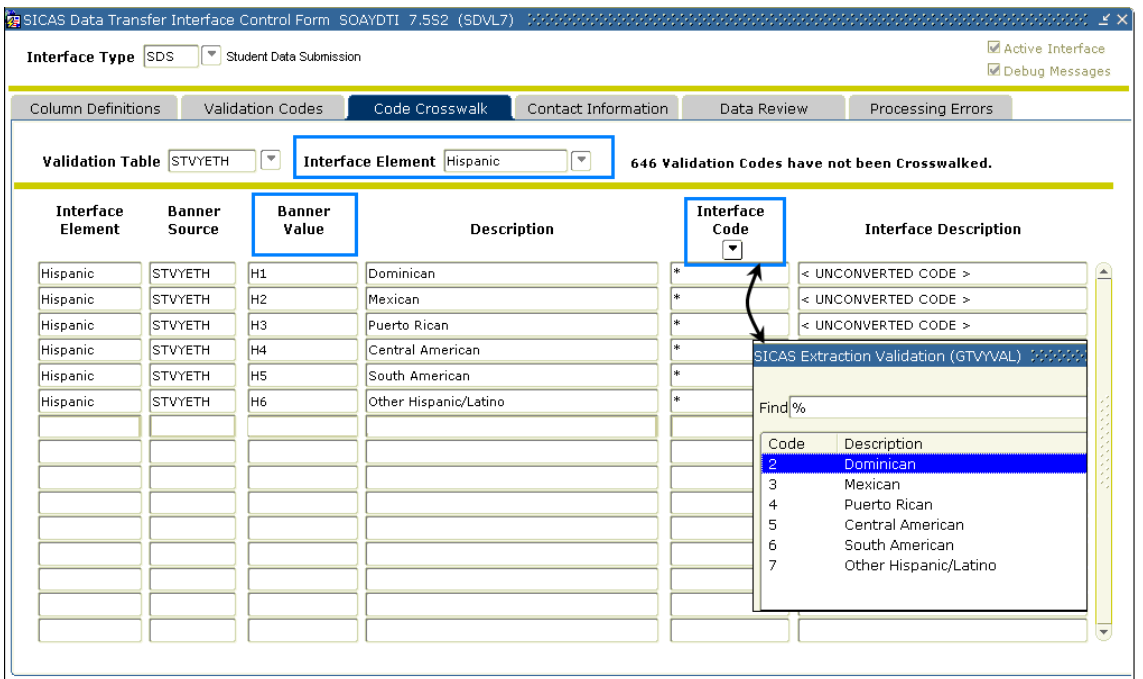 SICAS Data Transfer Interface Control Form SOAYDTI 7.5S2 (SDVL7)
Interface Type SDS Student Data Submission
Active Interface
Debug Messages
Column Definitions Validation Codes Code Crosswalk Contact Information Data Review Processing Errors
Validation Table STVYETH Interface Element Hispanic 646 Validation Codes have not been Crosswalked.
Interface Element Banner Source Banner Value Description Interface Code Interface Description
Hispanic STVYETH H1 Dominican * < UNCONVERTED CODE >
Hispanic STVYETH H2 Mexican * < UNCONVERTED CODE >
Hispanic STVYETH H3 Puerto Rican * < UNCONVERTED CODE >
Hispanic STVYETH H4 Central American *
Hispanic STVYETH H5 South American *
Hispanic STVYETH H6 Other Hispanic/Latino *
SICAS Extraction Validation (GTVYVAL)
Find %
Code Description
2 Dominican
3 Mexican
4 Puerto Rican
5 Central American
6 South American
7 Other Hispanic/Latino